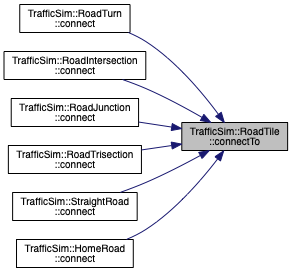 TrafficSim::RoadTurn
::connect
TrafficSim::RoadIntersection
::connect
TrafficSim::RoadJunction
::connect
TrafficSim::RoadTile
::connectTo
TrafficSim::RoadTrisection
::connect
TrafficSim::StraightRoad
::connect
TrafficSim::HomeRoad
::connect